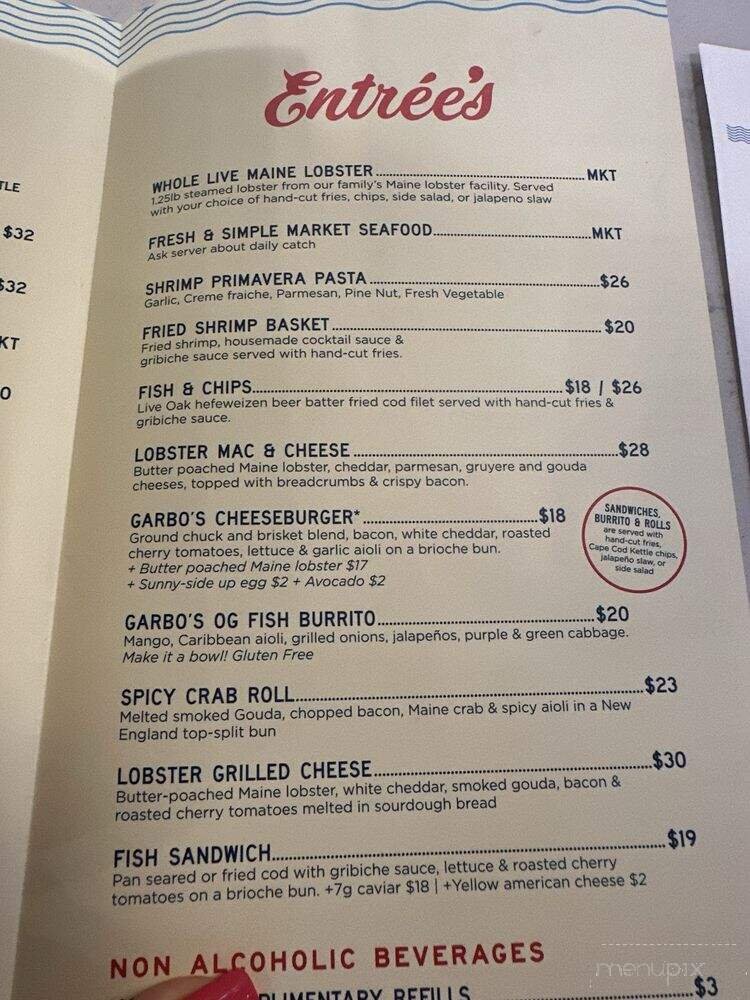 TLE
$32
$32
KT
0
Entrée's
WHOLE LIVE MAINE LOBSTER..........MKT
1.25lb steamed lobster from our family's Maine lobster facility. Served
with your choice of hand-cut fries, chips, side salad, or jalapeno slaw
FRESH & SIMPLE MARKET SEAFOOD..........MKT
Ask server about daily catch
SHRIMP PRIMAVERA PASTA..........$26
Garlic, Creme fraiche, Parmesan, Pine Nut, Fresh Vegetable
FRIED SHRIMP BASKET..........$20
Fried shrimp, housemade cocktail sauce &
gribiche sauce served with hand-cut fries.
FISH & CHIPS..........$18 / $26
Live Oak hefeweizen beer batter fried cod filet served with hand-cut fries &
gribiche sauce.
LOBSTER MAC & CHEESE..........$28
Butter poached Maine lobster, cheddar, parmesan, gruyere and gouda
cheeses, topped with breadcrumbs & crispy bacon.
GARBO'S CHEESEBURGER*..........$18
Ground chuck and brisket blend, bacon, white cheddar, roasted
cherry tomatoes, lettuce & garlic aioli on a brioche bun.
+ Butter poached Maine lobster $17
+ Sunny-side up egg $2 + Avocado $2
SANDWICHES,
BURRITO & ROLLS
are served with
hand-cut fries,
Cape Cod Kettle chips,
jalapeño slaw, or
side salad
GARBO'S OG FISH BURRITO..........$20
Mango, Caribbean aioli, grilled onions, jalapeños, purple & green cabbage.
Make it a bowl! Gluten Free
SPICY CRAB ROLL..........$23
Melted smoked Gouda, chopped bacon, Maine crab & spicy aioli in a New
England top-split bun
LOBSTER GRILLED CHEESE..........$30
Butter-poached Maine lobster, white cheddar, smoked gouda, bacon &
roasted cherry tomatoes melted in sourdough bread
FISH SANDWICH..........$19
Pan seared or fried cod with gribiche sauce, lettuce & roasted cherry
tomatoes on a brioche bun. +7g caviar $18 | +Yellow american cheese $2
NON ALCOHOLIC BEVERAGES
PLIMENTARY REFILLS..........$3
menupix